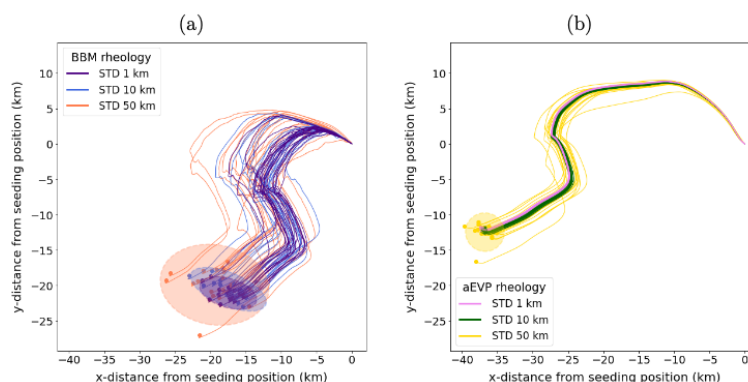 (a)
BBM rheology
STD 1 km
STD 10 km
STD 50 km
y-distance from seeding position (km)
10
5
0
−5
−10
−15
−20
−25
−40 −35 −30 −25 −20 −15 −10 −5 0
x-distance from seeding position (km)
(b)
aEVP rheology
STD 1 km
STD 10 km
STD 50 km
y-distance from seeding position (km)
10
5
0
−5
−10
−15
−20
−25
−40 −35 −30 −25 −20 −15 −10 −5 0
x-distance from seeding position (km)